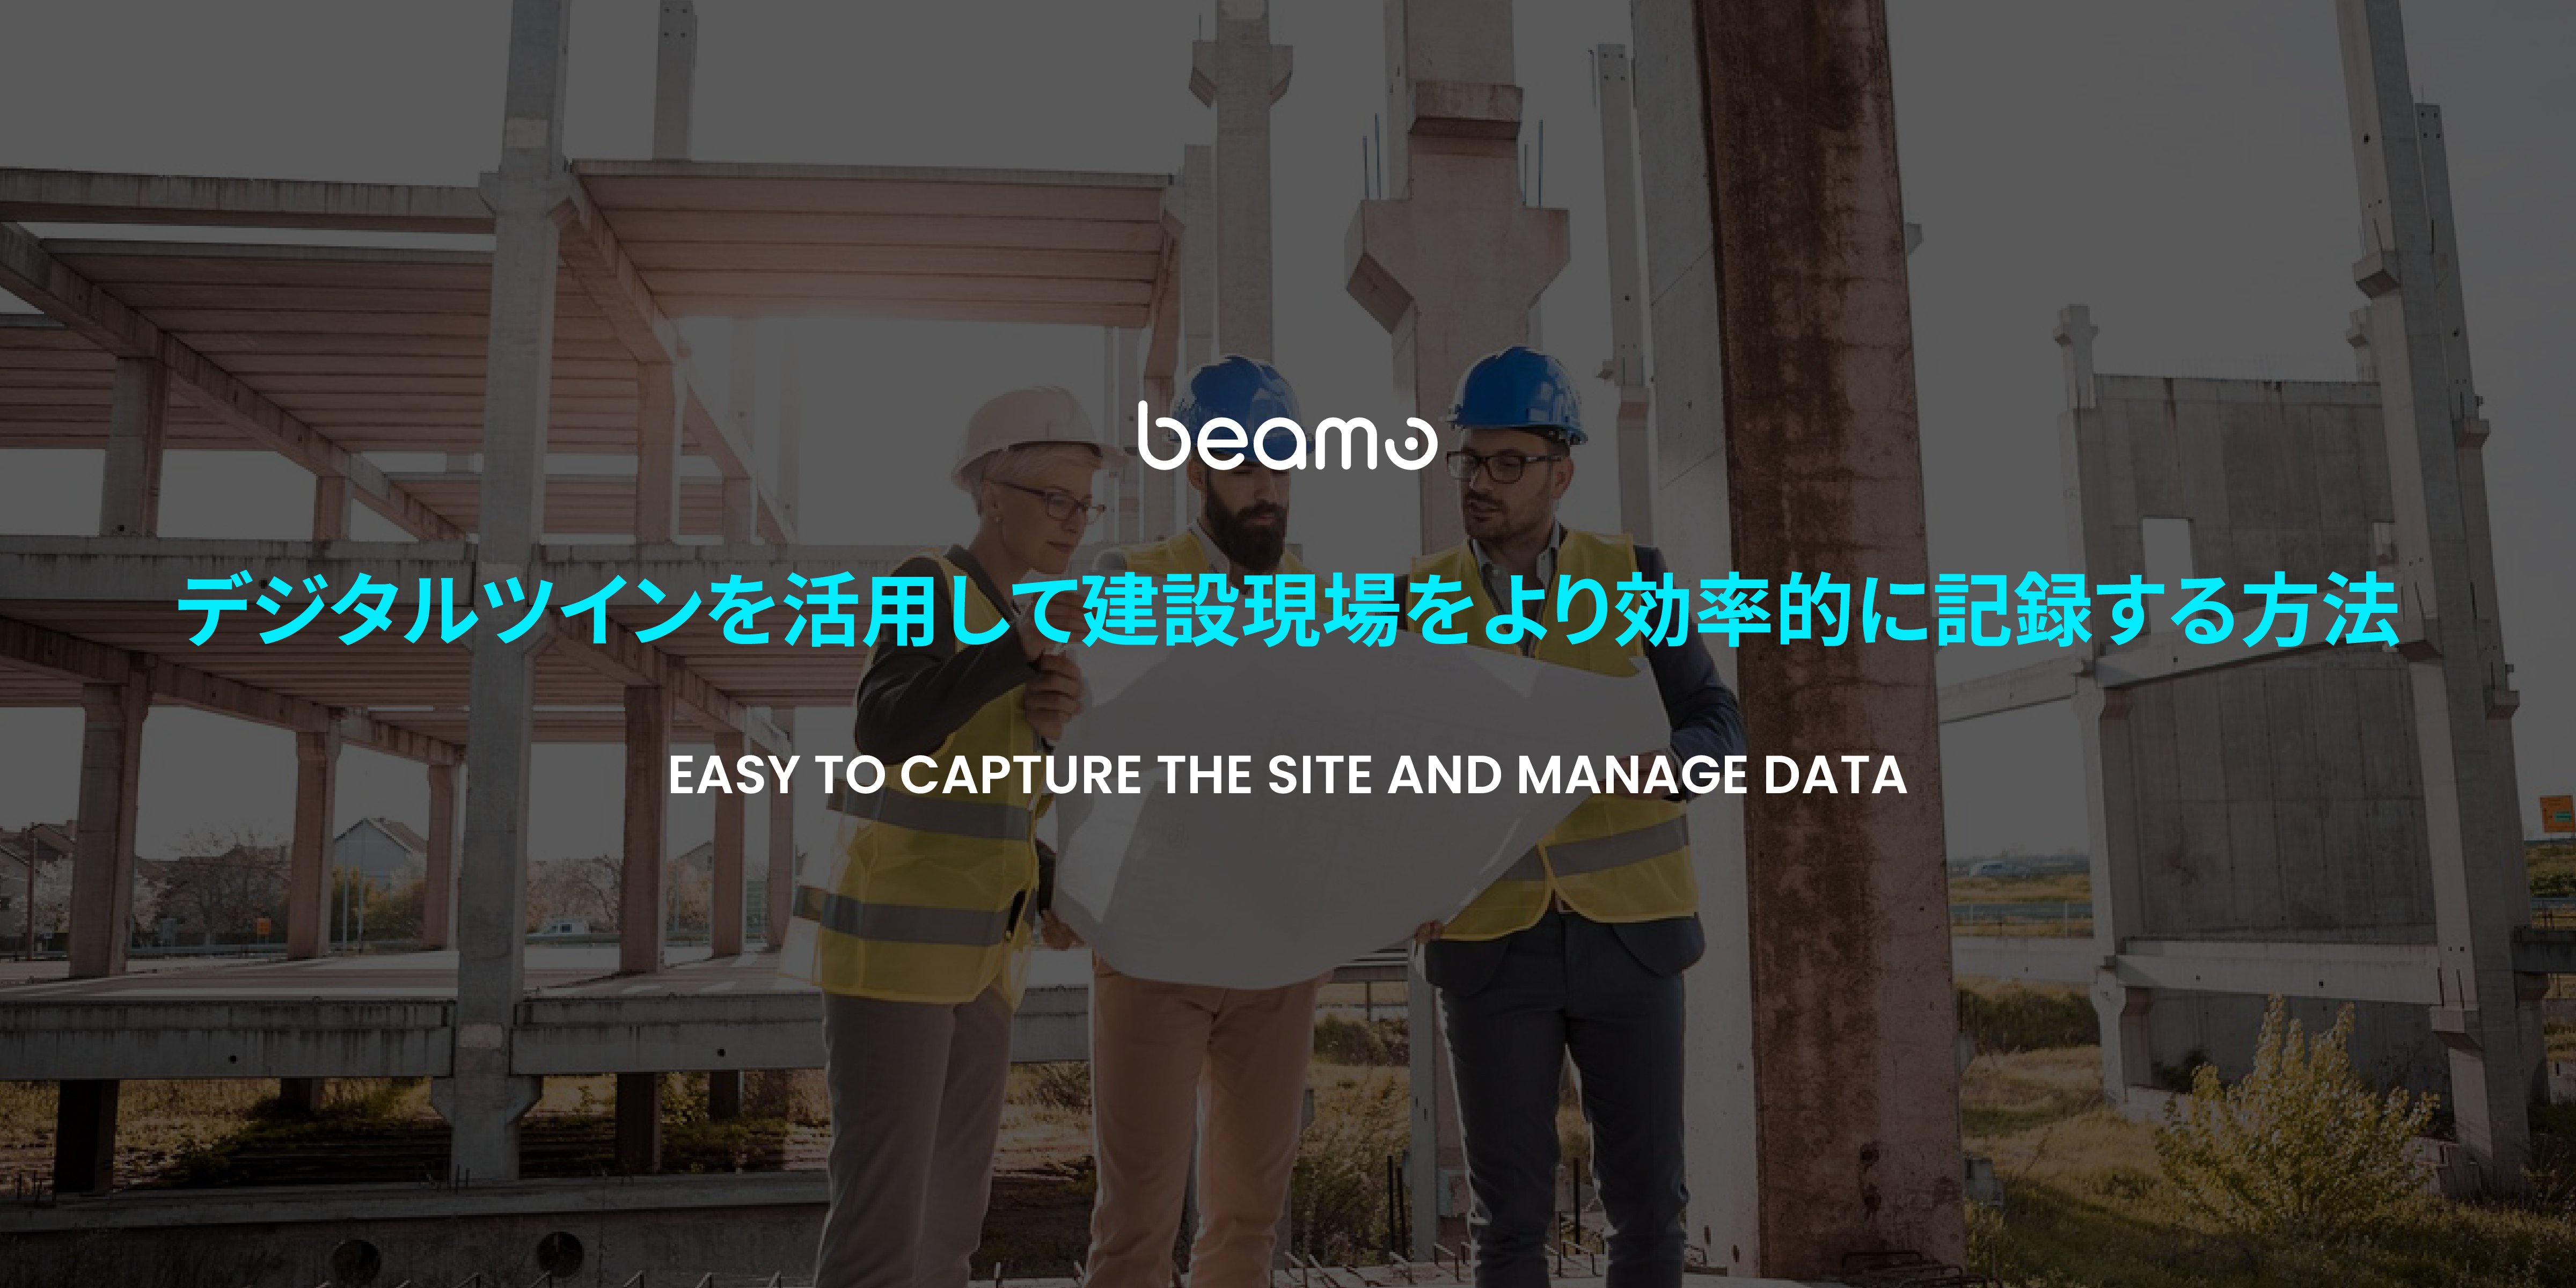 beamo
デジタルツインを活用して建設現場をより効率的に記録する方法
EASY TO CAPTURE THE SITE AND MANAGE DATA